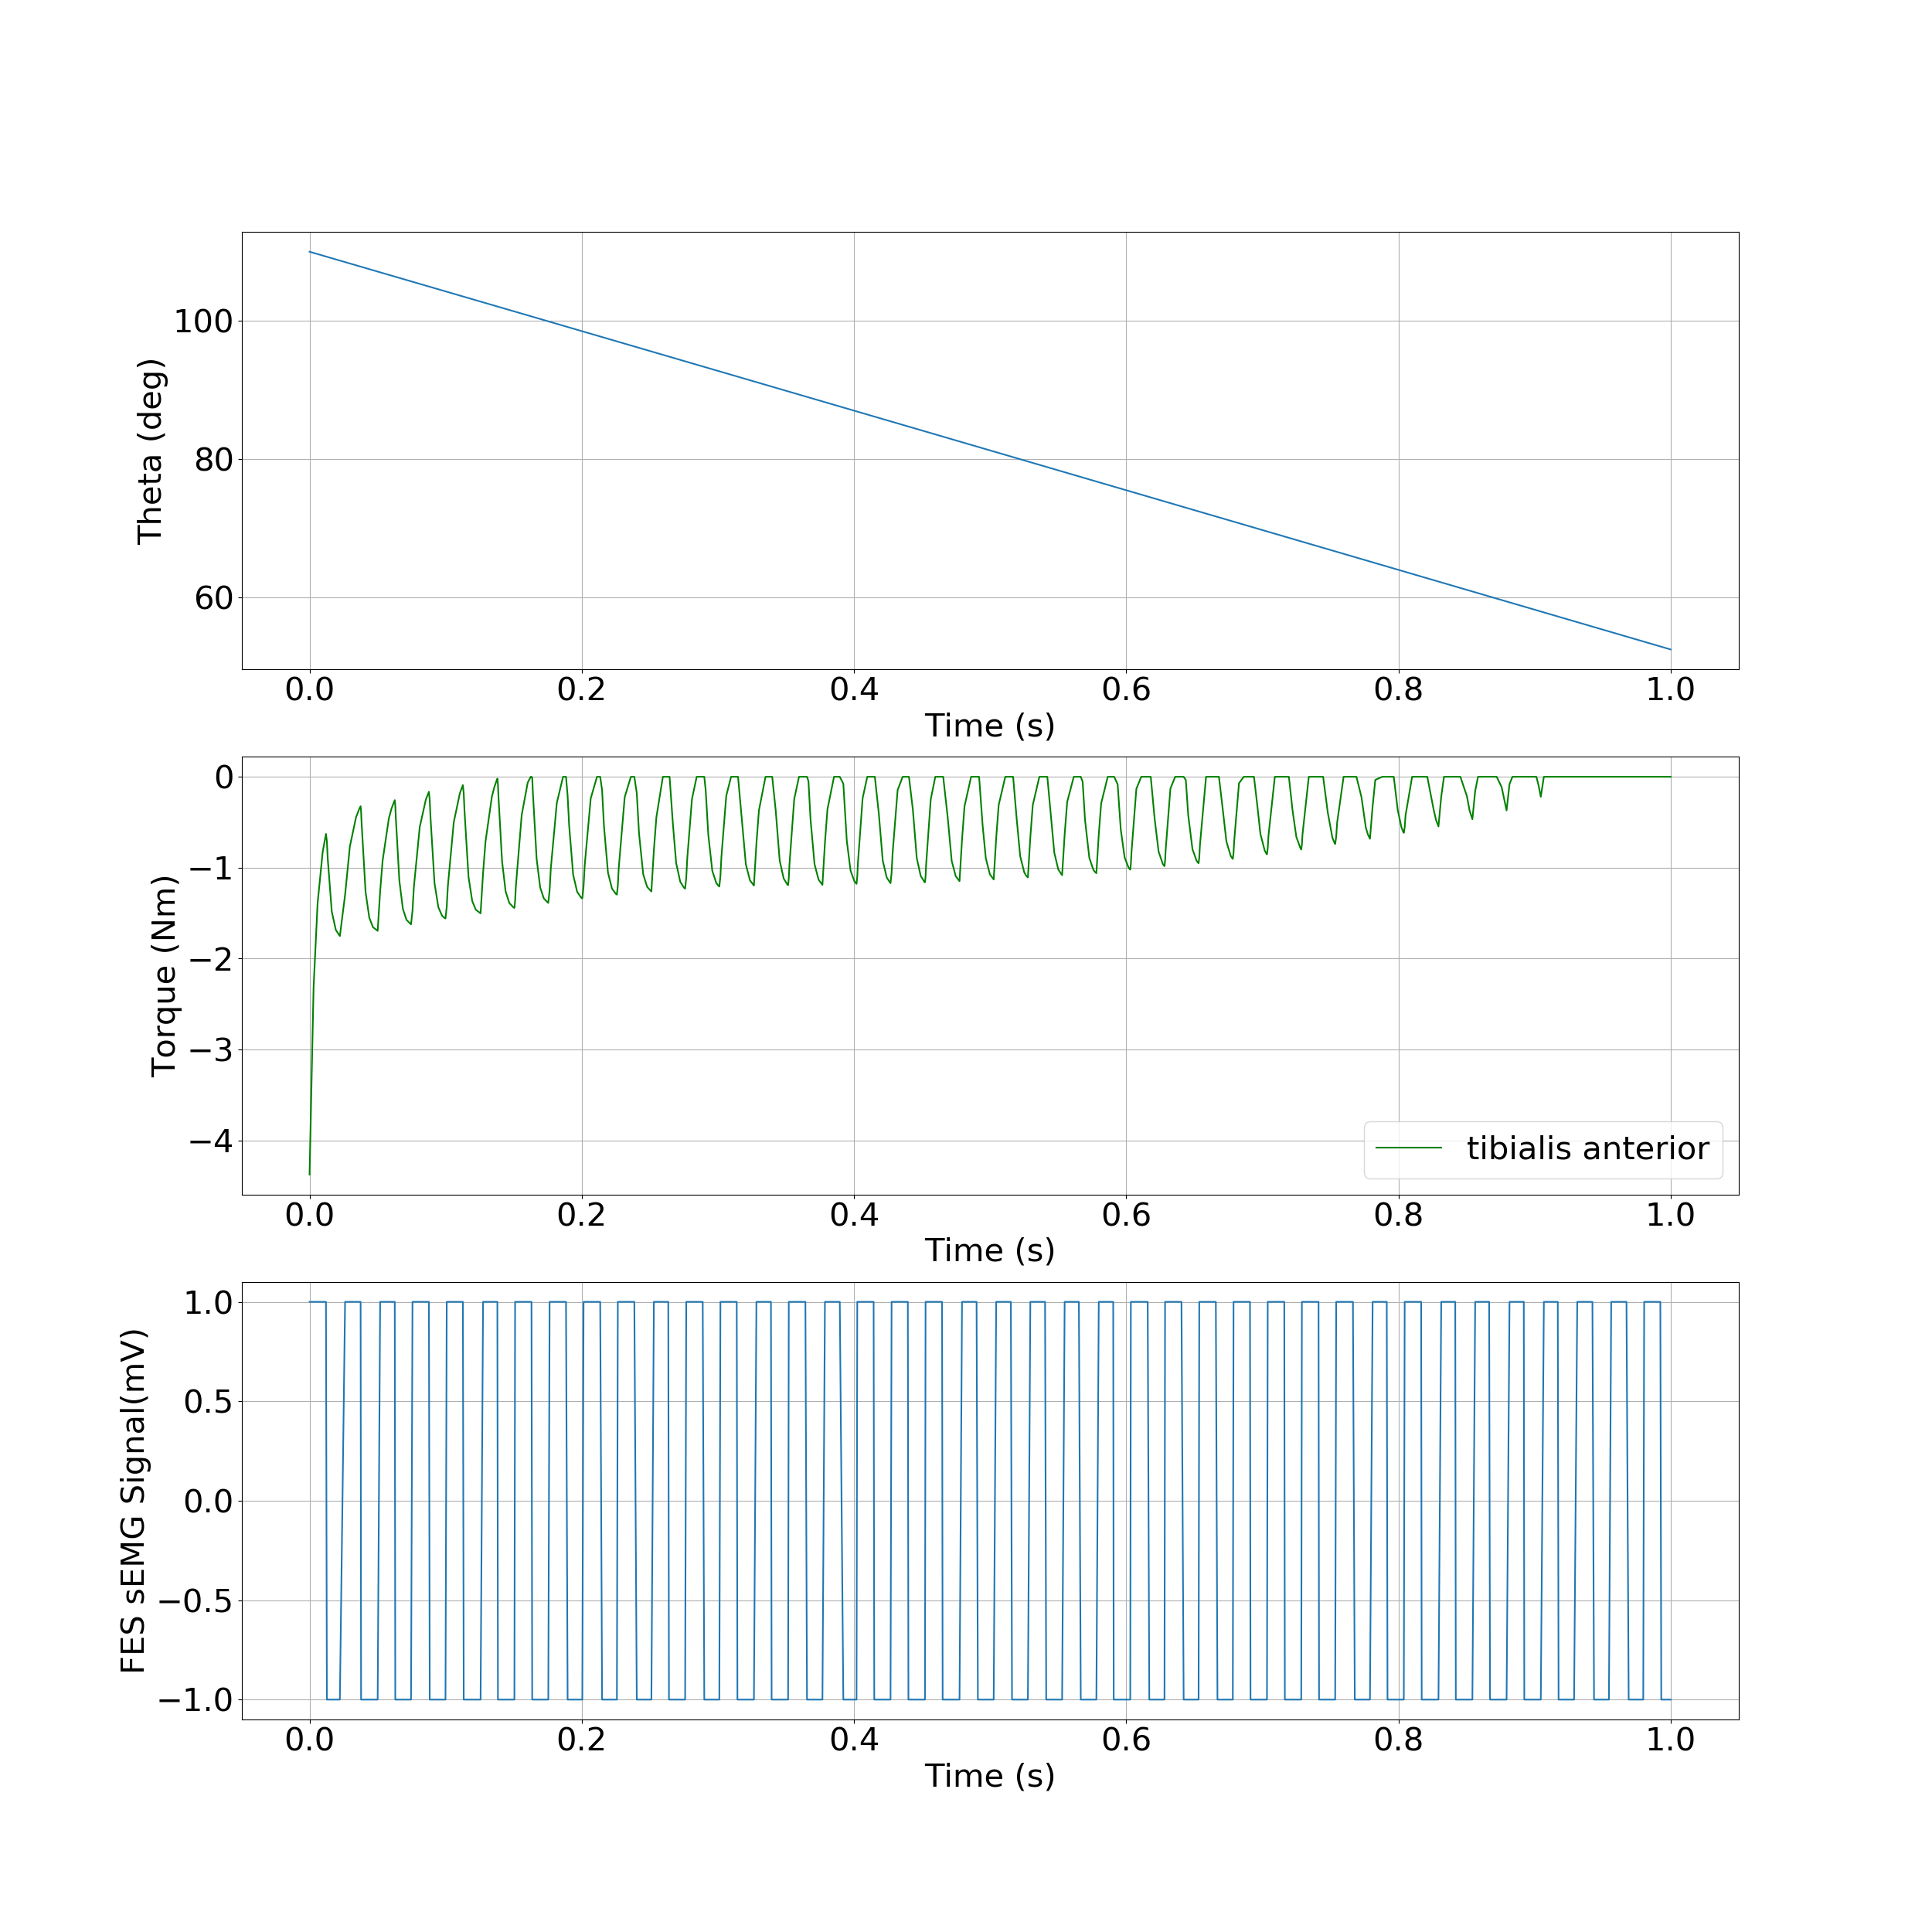 100
80
60
Theta (deg)
0.0 0.2 0.4 0.6 0.8 1.0
Time (s)
0
−1
−2
−3
−4
Torque (Nm)
tibialis anterior
0.0 0.2 0.4 0.6 0.8 1.0
Time (s)
1.0
0.5
0.0
−0.5
−1.0
FES sEMG Signal(mV)
0.0 0.2 0.4 0.6 0.8 1.0
Time (s)